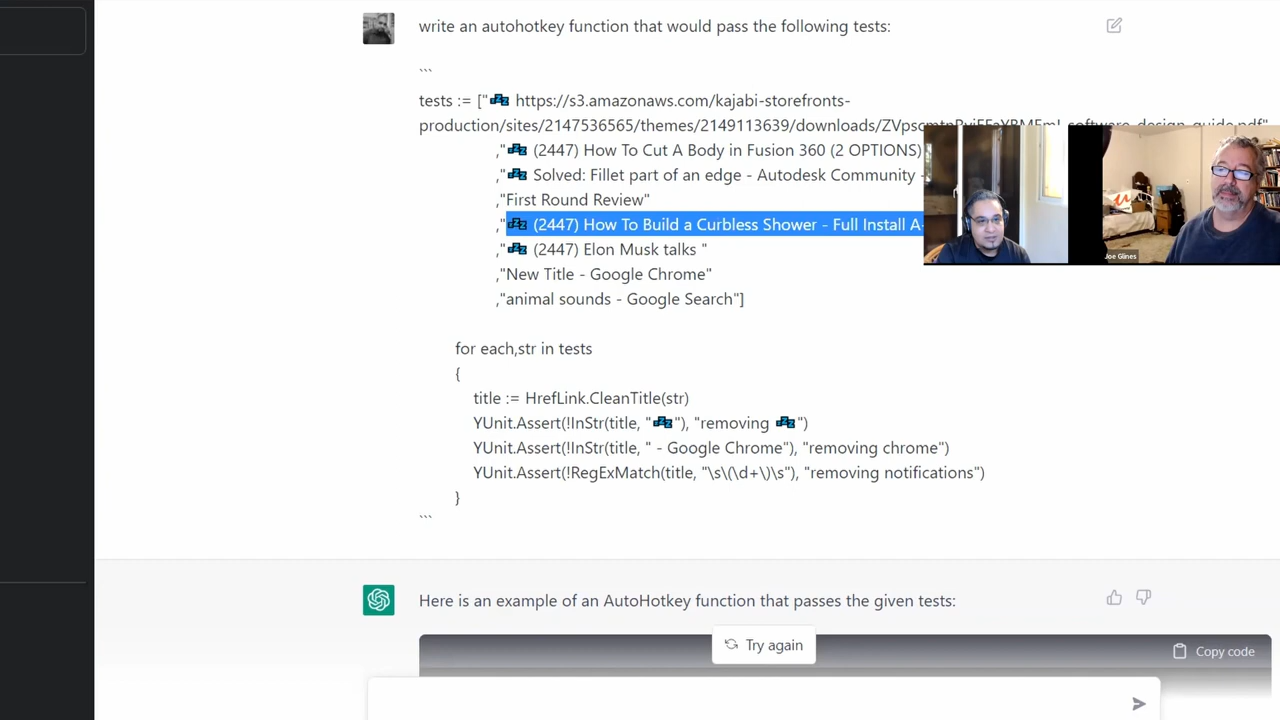 write an autohotkey function that would pass the following tests:
```
tests := ["💤 https://s3.amazonaws.com/kajabi-storefronts-
production/sites/2147536565/themes/2149113639/downloads/
,"💤 (2447) How To Cut A Body in Fusion 360 (2 OPTIONS)
,"💤 Solved: Fillet part of an edge - Autodesk Community -
,"First Round Review"
,"💤 (2447) How To Build a Curbless Shower - Full Install A-
,"💤 (2447) Elon Musk talks "
,"New Title - Google Chrome"
,"animal sounds - Google Search"]
for each,str in tests
{
title := HrefLink.CleanTitle(str)
YUnit.Assert(!InStr(title, "💤"), "removing 💤")
YUnit.Assert(!InStr(title, " - Google Chrome"), "removing chrome")
YUnit.Assert(!RegExMatch(title, "\s\(\d+\)\s"), "removing notifications")
}
```
Joe Glines
Here is an example of an AutoHotkey function that passes the given tests:
Try again
Copy code